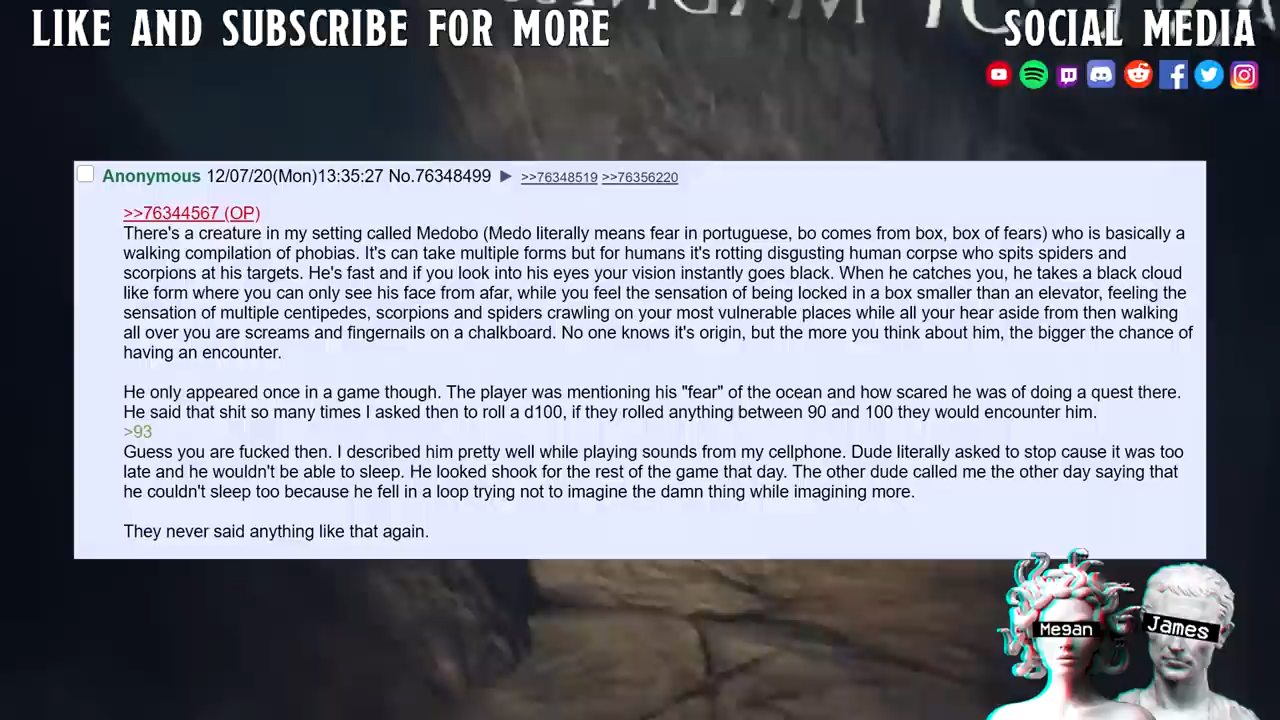 LIKE AND SUBSCRIBE FOR MORE
SOCIAL MEDIA
Anonymous 12/07/20(Mon)13:35:27 No.76348499 ▶ >>76348519 >>76356220
>>76344567 (OP)
There's a creature in my setting called Medobo (Medo literally means fear in portuguese, bo comes from box, box of fears) who is basically a
walking compilation of phobias. It's can take multiple forms but for humans it's rotting disgusting human corpse who spits spiders and
scorpions at his targets. He's fast and if you look into his eyes your vision instantly goes black. When he catches you, he takes a black cloud
like form where you can only see his face from afar, while you feel the sensation of being locked in a box smaller than an elevator, feeling the
sensation of multiple centipedes, scorpions and spiders crawling on your most vulnerable places while all your hear aside from then walking
all over you are screams and fingernails on a chalkboard. No one knows it's origin, but the more you think about him, the bigger the chance of
having an encounter.
He only appeared once in a game though. The player was mentioning his "fear" of the ocean and how scared he was of doing a quest there.
He said that shit so many times I asked then to roll a d100, if they rolled anything between 90 and 100 they would encounter him.
>93
Guess you are fucked then. I described him pretty well while playing sounds from my cellphone. Dude literally asked to stop cause it was too
late and he wouldn't be able to sleep. He looked shook for the rest of the game that day. The other dude called me the other day saying that
he couldn't sleep too because he fell in a loop trying not to imagine the damn thing while imagining more.
They never said anything like that again.
Megan
James